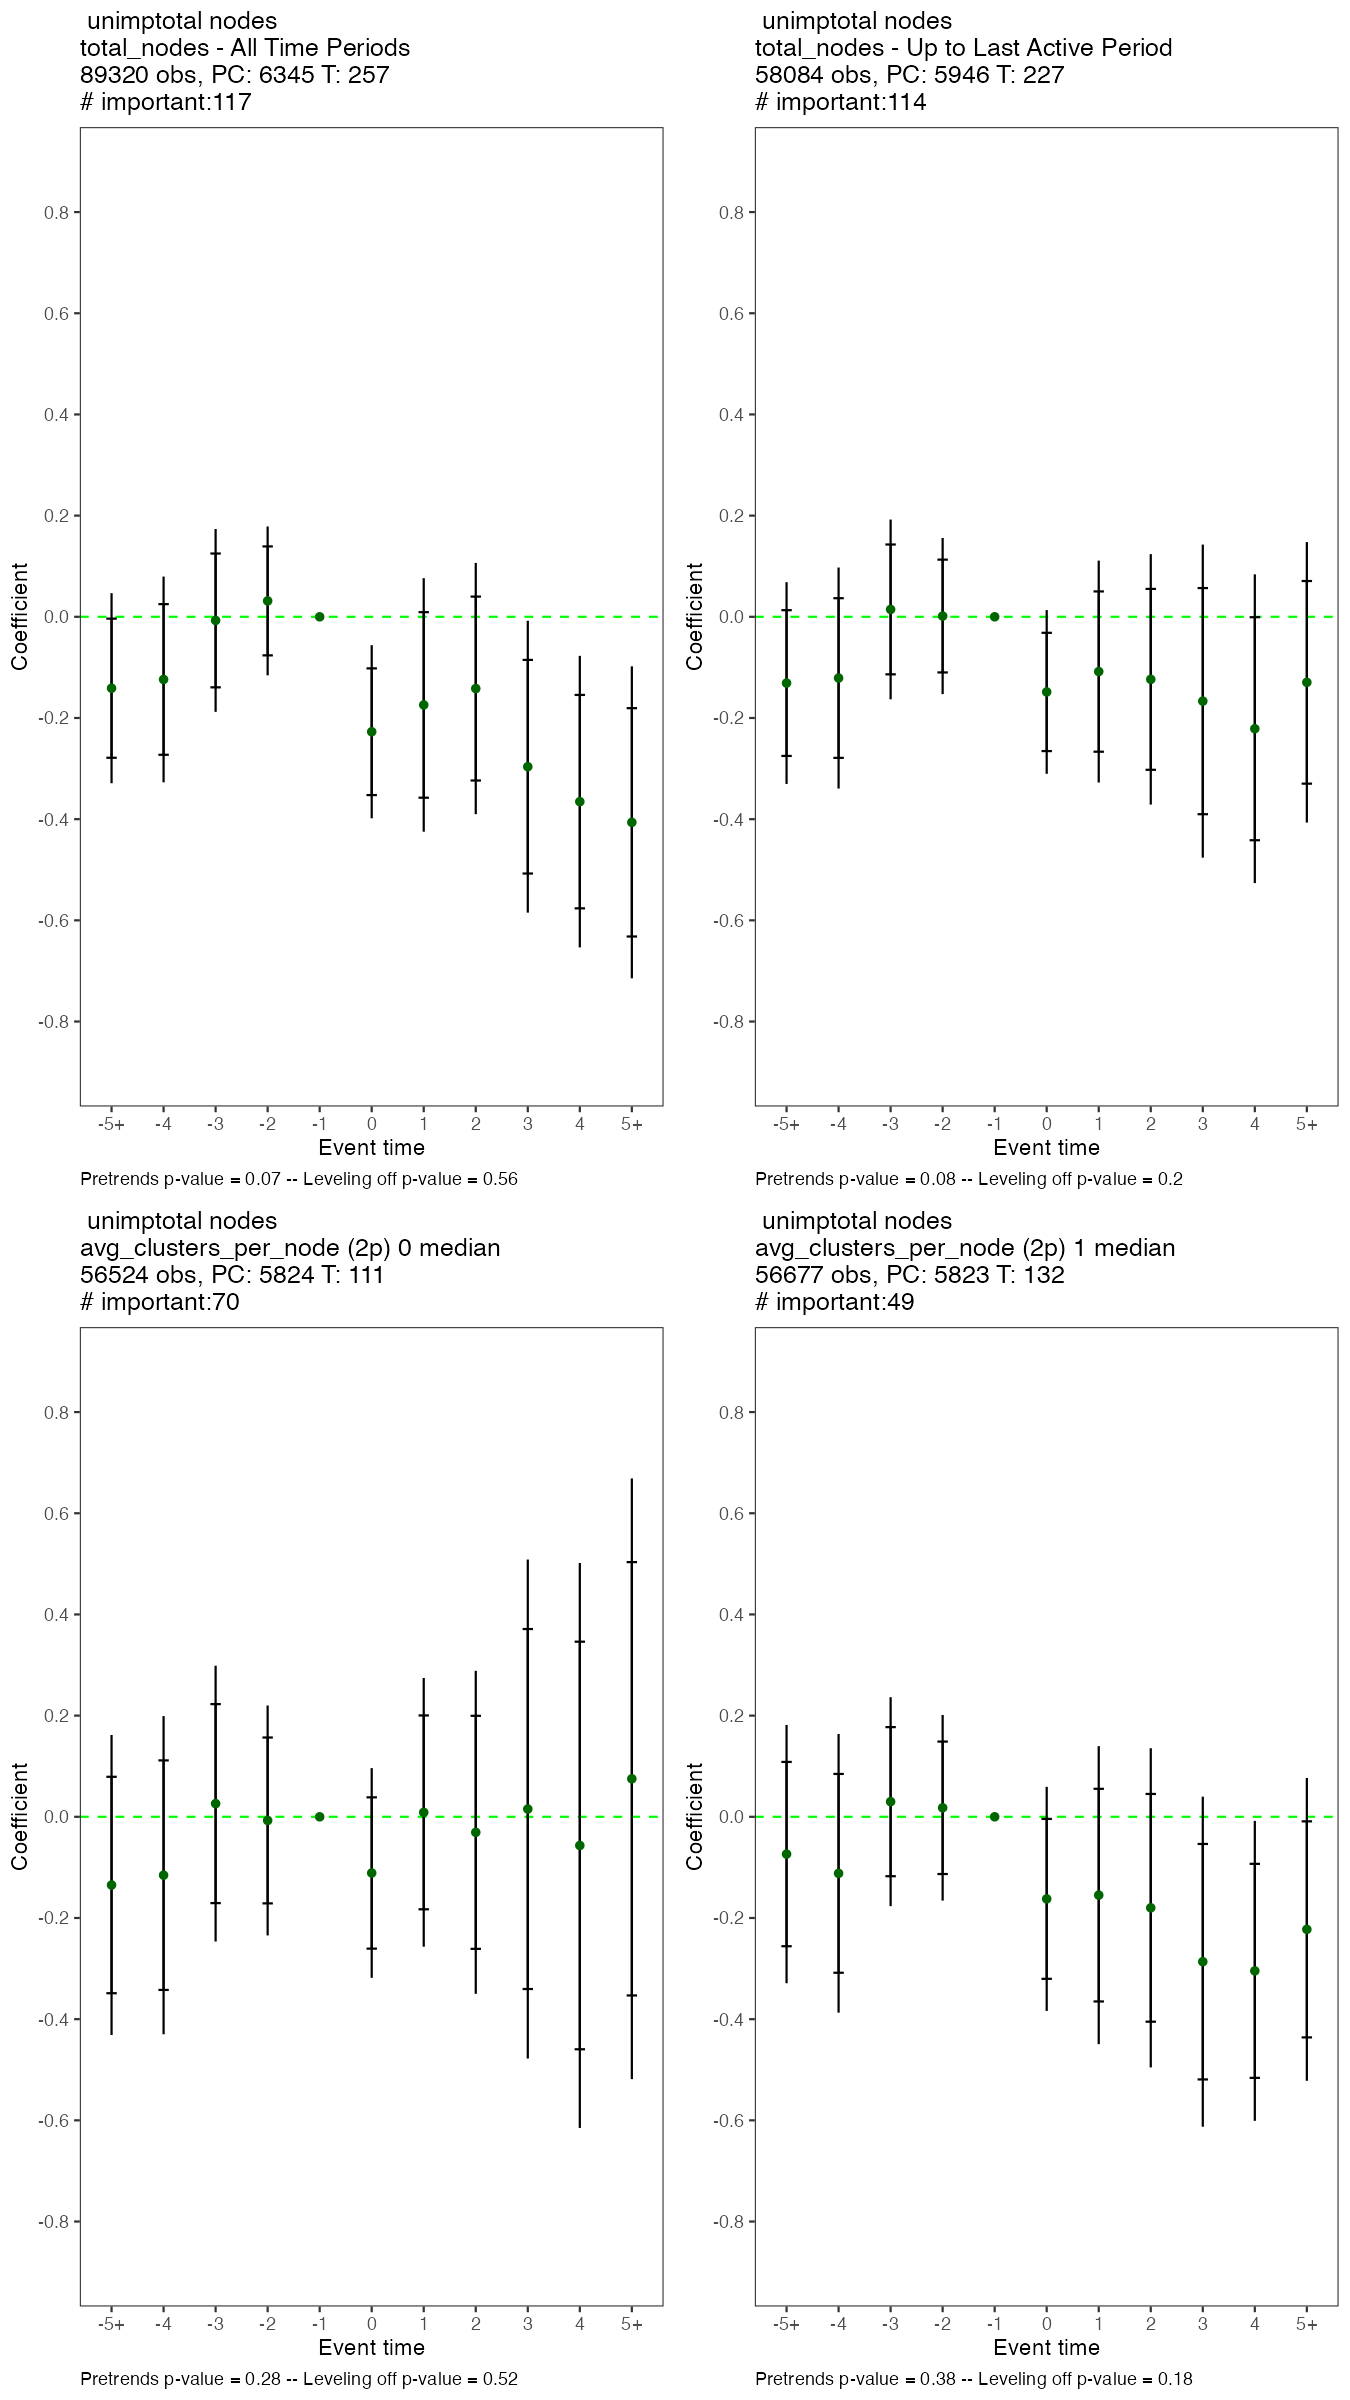 unimptotal nodes
total_nodes - All Time Periods
89320 obs, PC: 6345 T: 257
# important:117
0.8
0.6
0.4
0.2
0.0
-0.2
-0.4
-0.6
-0.8
Coefficient
-5+ -4 -3 -2 -1 0 1 2 3 4 5+
Event time
Pretrends p-value = 0.07 -- Leveling off p-value = 0.56
unimptotal nodes
total_nodes - Up to Last Active Period
58084 obs, PC: 5946 T: 227
# important:114
0.8
0.6
0.4
0.2
0.0
-0.2
-0.4
-0.6
-0.8
Coefficient
-5+ -4 -3 -2 -1 0 1 2 3 4 5+
Event time
Pretrends p-value = 0.08 -- Leveling off p-value = 0.2
unimptotal nodes
avg_clusters_per_node (2p) 0 median
56524 obs, PC: 5824 T: 111
# important:70
0.8
0.6
0.4
0.2
0.0
-0.2
-0.4
-0.6
-0.8
Coefficient
-5+ -4 -3 -2 -1 0 1 2 3 4 5+
Event time
Pretrends p-value = 0.28 -- Leveling off p-value = 0.52
unimptotal nodes
avg_clusters_per_node (2p) 1 median
56677 obs, PC: 5823 T: 132
# important:49
0.8
0.6
0.4
0.2
0.0
-0.2
-0.4
-0.6
-0.8
Coefficient
-5+ -4 -3 -2 -1 0 1 2 3 4 5+
Event time
Pretrends p-value = 0.38 -- Leveling off p-value = 0.18